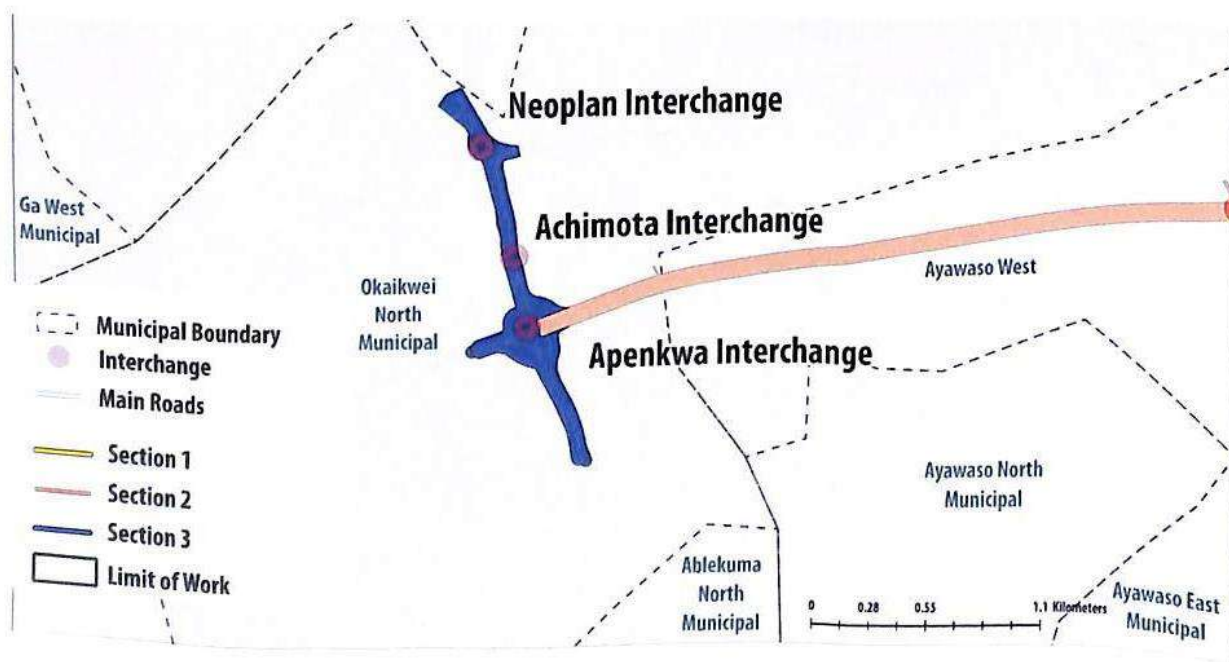 Neoplan Interchange
Ga West
Municipal
Achimota Interchange
Okaikwei
North
Municipal
Ayawaso West
Apenkwa Interchange
Municipal Boundary
Interchange
Main Roads
Section 1
Section 2
Section 3
Limit of Work
Ayawaso North
Municipal
Ablekuma
North
Municipal
0 0.28 0.55 1.1 Kilometers
Ayawaso East
Municipal